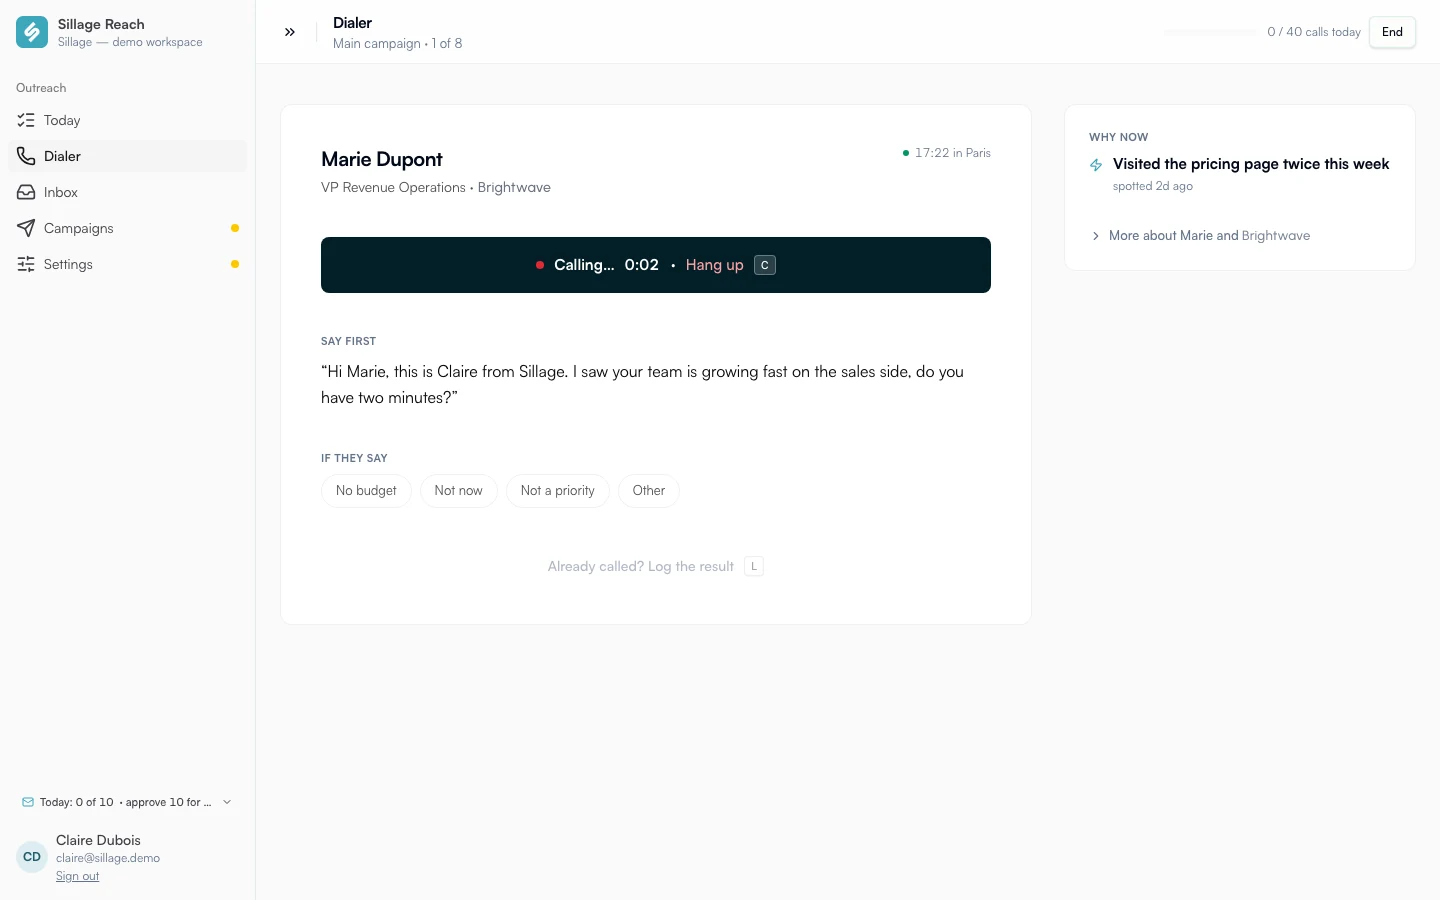 Sillage Reach
Sillage — demo workspace
Outreach
Today
Dialer
Inbox
Campaigns
Settings
Today: 0 of 10 · approve 10 for ...
CD
Claire Dubois
claire@sillage.demo
Sign out
Dialer
Main campaign · 1 of 8
0 / 40 calls today
End
Marie Dupont
17:22 in Paris
VP Revenue Operations · Brightwave
Calling... 0:02 · Hang up C
SAY FIRST
“Hi Marie, this is Claire from Sillage. I saw your team is growing fast on the sales side, do you
have two minutes?”
IF THEY SAY
No budget
Not now
Not a priority
Other
Already called? Log the result L
WHY NOW
Visited the pricing page twice this week
spotted 2d ago
More about Marie and Brightwave